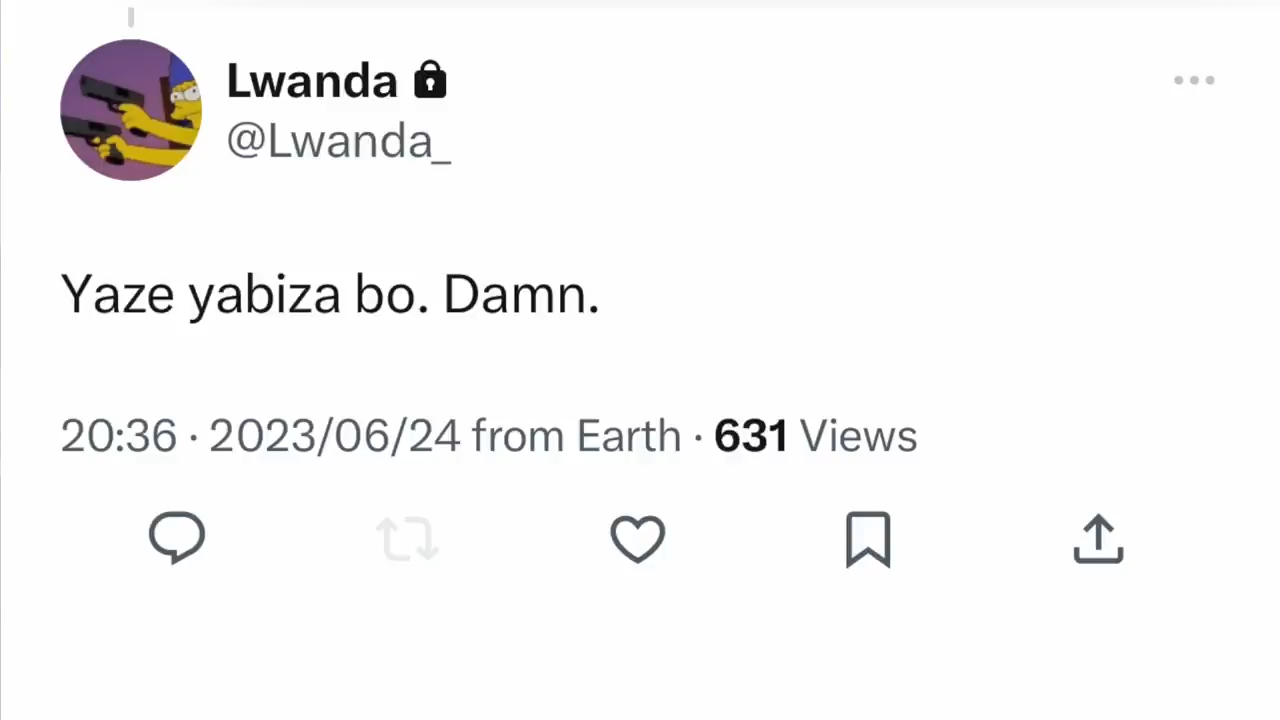 Lwanda
@Lwanda_
Yaze yabiza bo. Damn.
20:36 · 2023/06/24 from Earth · 631 Views